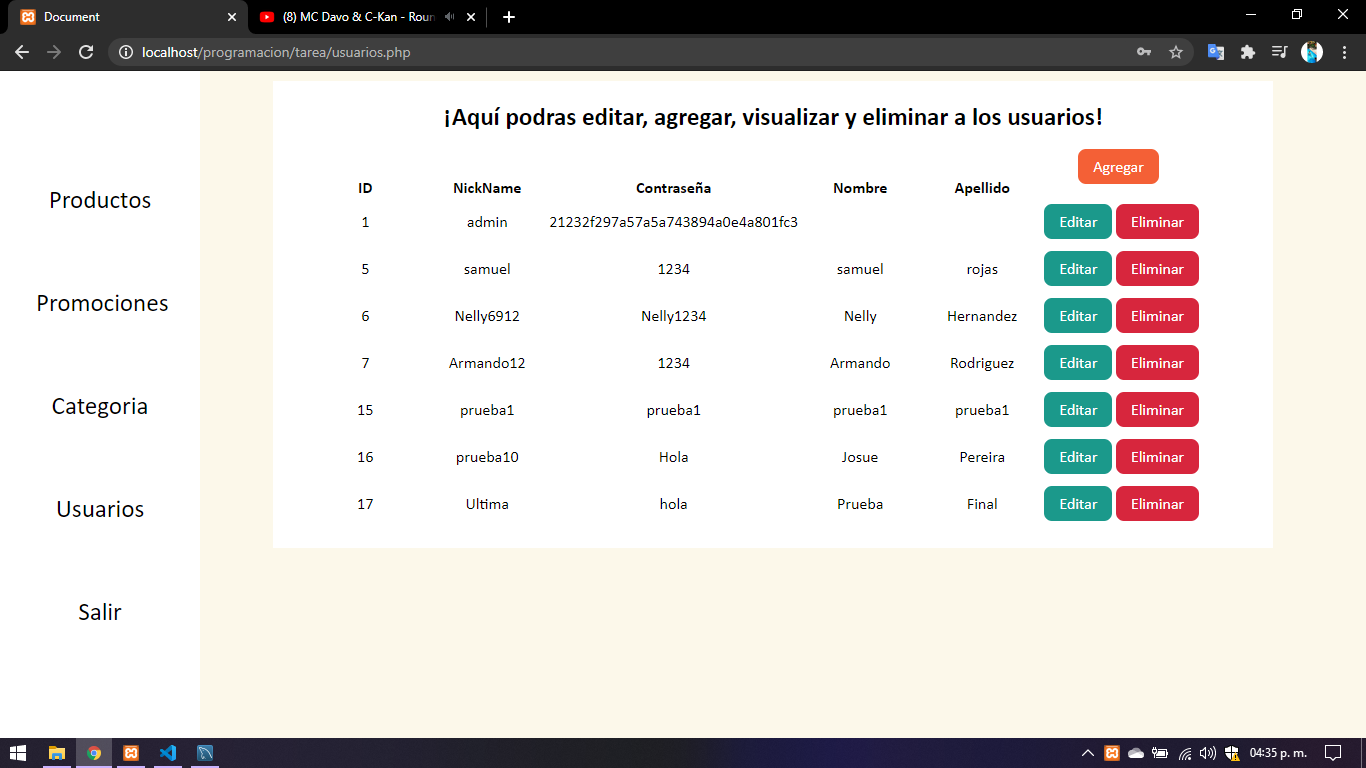 Document
(8) MC Davo & C-Kan - Roun
localhost/programacion/tarea/usuarios.php
Productos
Promociones
Categoria
Usuarios
Salir
¡Aquí podras editar, agregar, visualizar y eliminar a los usuarios!
Agregar
ID NickName Contraseña Nombre Apellido
1 admin 21232f297a57a5a743894a0e4a801fc3 Editar Eliminar
5 samuel 1234 samuel rojas Editar Eliminar
6 Nelly6912 Nelly1234 Nelly Hernandez Editar Eliminar
7 Armando12 1234 Armando Rodriguez Editar Eliminar
15 prueba1 prueba1 prueba1 prueba1 Editar Eliminar
16 prueba10 Hola Josue Pereira Editar Eliminar
17 Ultima hola Prueba Final Editar Eliminar
04:35 p. m.